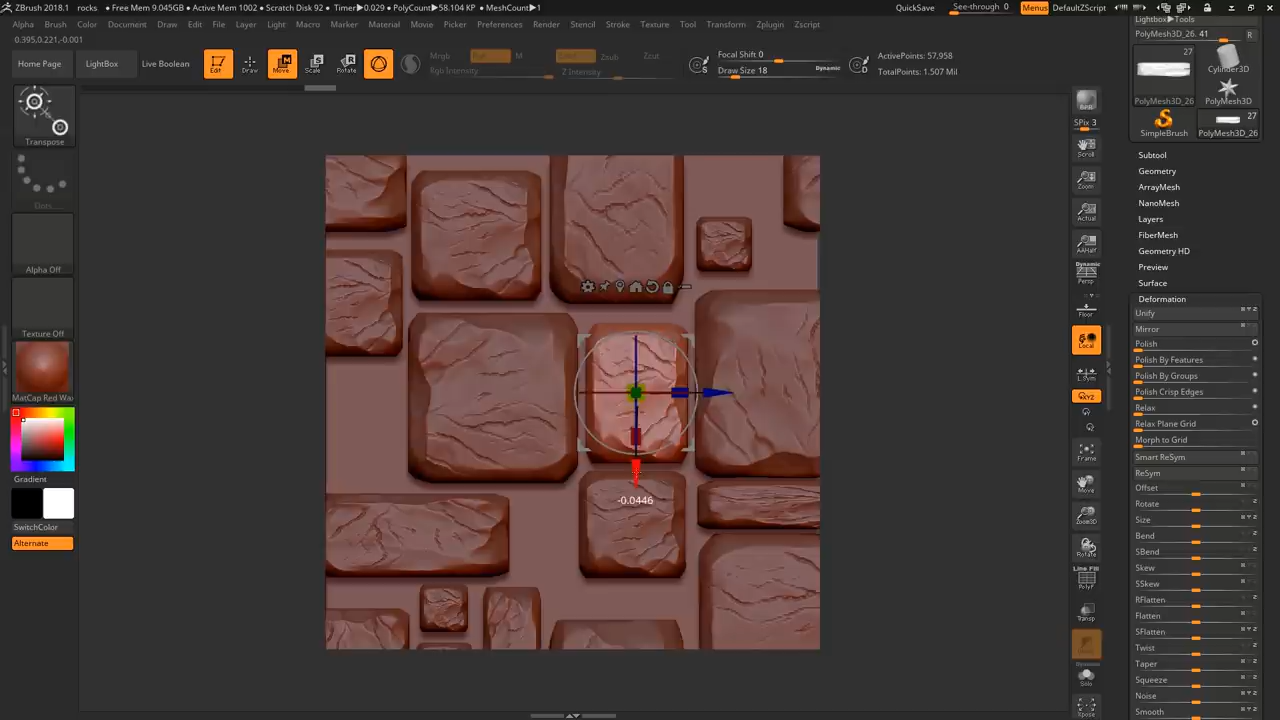 ZBrush 2018.1 rocks • Free Mem 9.045GB • Active Mem 1002 • Scratch Disk 92 • Timer▶0.029 • PolyCount▶58.104 KP • MeshCount▶1
QuickSave See-through 0 Menus DefaultZScript
Alpha Brush Color Document Draw Edit File Layer Light Macro Marker Material Movie Picker Preferences Render Stencil Stroke Texture Tool Transform Zplugin Zscript
0.395,0.221,-0.001
Home Page LightBox Live Boolean Edit Draw Move Scale Rotate
Mrgb M Zsub Zcut
Rgb Intensity Z Intensity
Focal Shift 0
Draw Size 18 Dynamic
ActivePoints: 57,958
TotalPoints: 1.507 Mil
Transpose
Dots
Alpha Off
Texture Off
MatCap Red Wa
Gradient
SwitchColor
Alternate
-0.0446
BPR
SPix 3
Scroll
Zoom
Actual
AAHalf
Dynamic
Persp
Floor
Local
L.Sym
XYZ
Frame
Move
Zoom3D
Rotate
Line Fill
PolyF
Transp
Solo
Xpose
Lightbox▶Tools
PolyMesh3D_26. 41 R
27
PolyMesh3D_26
Cylinder3D
PolyMesh3D
SimpleBrush
27
PolyMesh3D_26
Subtool
Geometry
ArrayMesh
NanoMesh
Layers
FiberMesh
Geometry HD
Preview
Surface
Deformation
Unify
Mirror
Polish
Polish By Features
Polish By Groups
Polish Crisp Edges
Relax
Relax Plane Grid
Morph to Grid
Smart ReSym
ReSym
Offset
Rotate
Size
Bend
SBend
Skew
SSkew
RFlatten
Flatten
SFlatten
Twist
Taper
Squeeze
Noise
Smooth